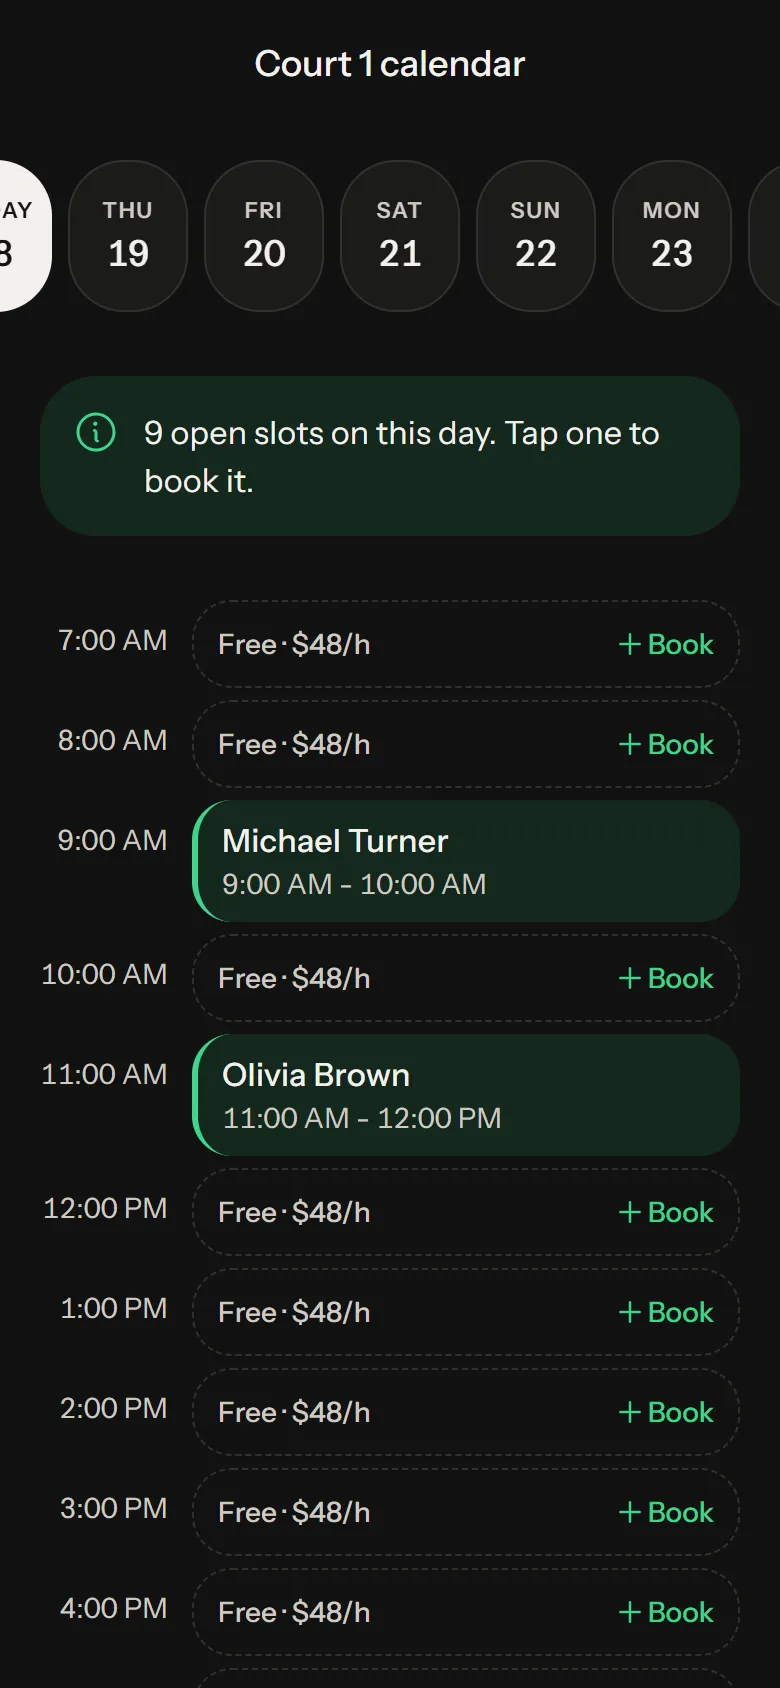 Court 1 calendar
AY
8
THU
19
FRI
20
SAT
21
SUN
22
MON
23
9 open slots on this day. Tap one to
book it.
7:00 AM
Free · $48/h
+ Book
8:00 AM
Free · $48/h
+ Book
9:00 AM
Michael Turner
9:00 AM – 10:00 AM
10:00 AM
Free · $48/h
+ Book
11:00 AM
Olivia Brown
11:00 AM – 12:00 PM
12:00 PM
Free · $48/h
+ Book
1:00 PM
Free · $48/h
+ Book
2:00 PM
Free · $48/h
+ Book
3:00 PM
Free · $48/h
+ Book
4:00 PM
Free · $48/h
+ Book